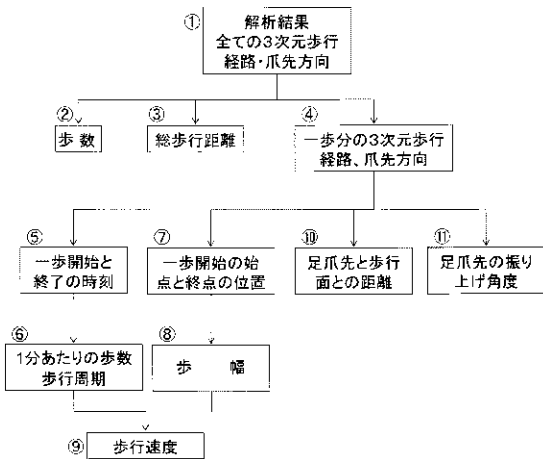 ①
解析結果
全ての3次元歩行
経路・爪先方向
②
歩数
③
総歩行距離
④
一歩分の3次元歩行
経路、爪先方向
⑤
一歩開始と
終了の時刻
⑦
一歩開始の始
点と終点の位置
⑩
足爪先と歩行
面との距離
⑪
足爪先の振り
上げ角度
⑥
1分あたりの歩数
歩行周期
⑧
歩 幅
⑨
歩行速度